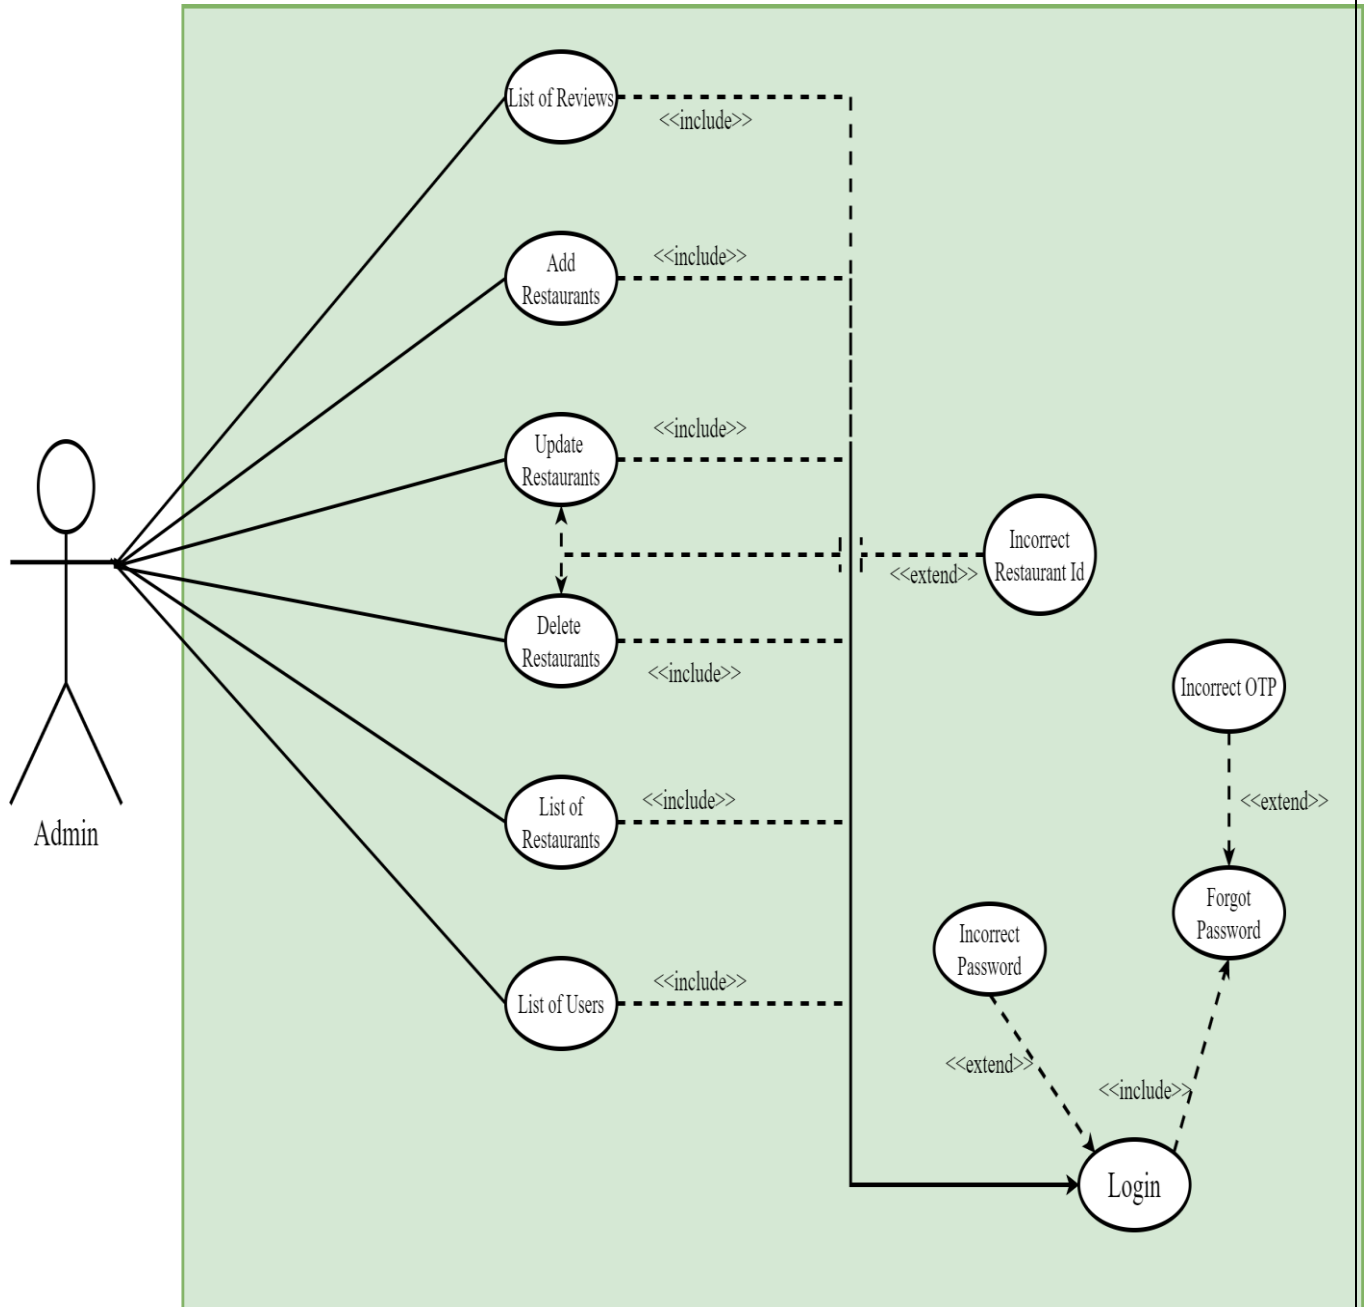 List of Reviews
<<include>>
Add
Restaurants
<<include>>
Update
Restaurants
<<include>>
Incorrect
Restaurant Id
<<extend>>
Delete
Restaurants
<<include>>
Incorrect OTP
<<extend>>
List of
Restaurants
<<include>>
Admin
Forgot
Password
Incorrect
Password
List of Users
<<include>>
<<extend>>
<<include>>
Login